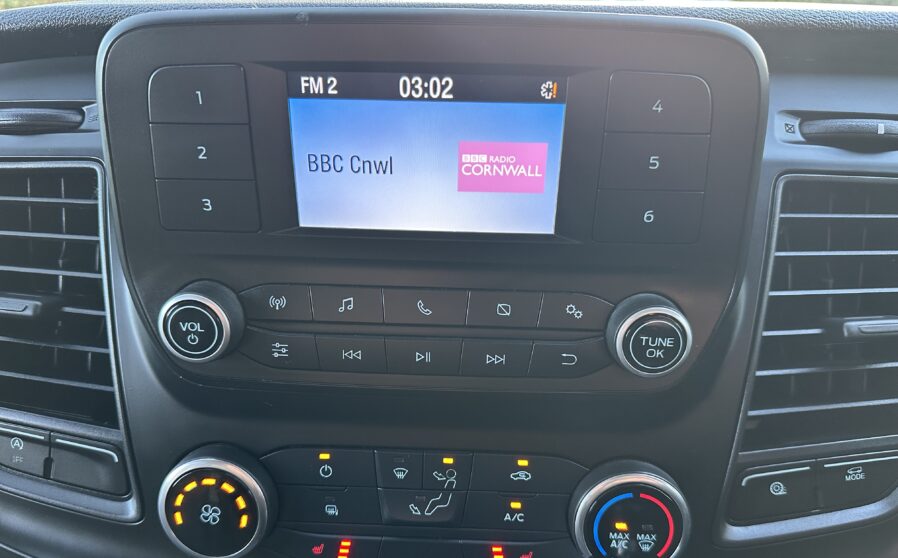 FM 2 03:02
1
4
BBC Cnwl
BBC RADIO
CORNWALL
2
5
3
6
VOL
TUNE
OK
A
OFF
MODE
A/C
MAX
A/C
MAX